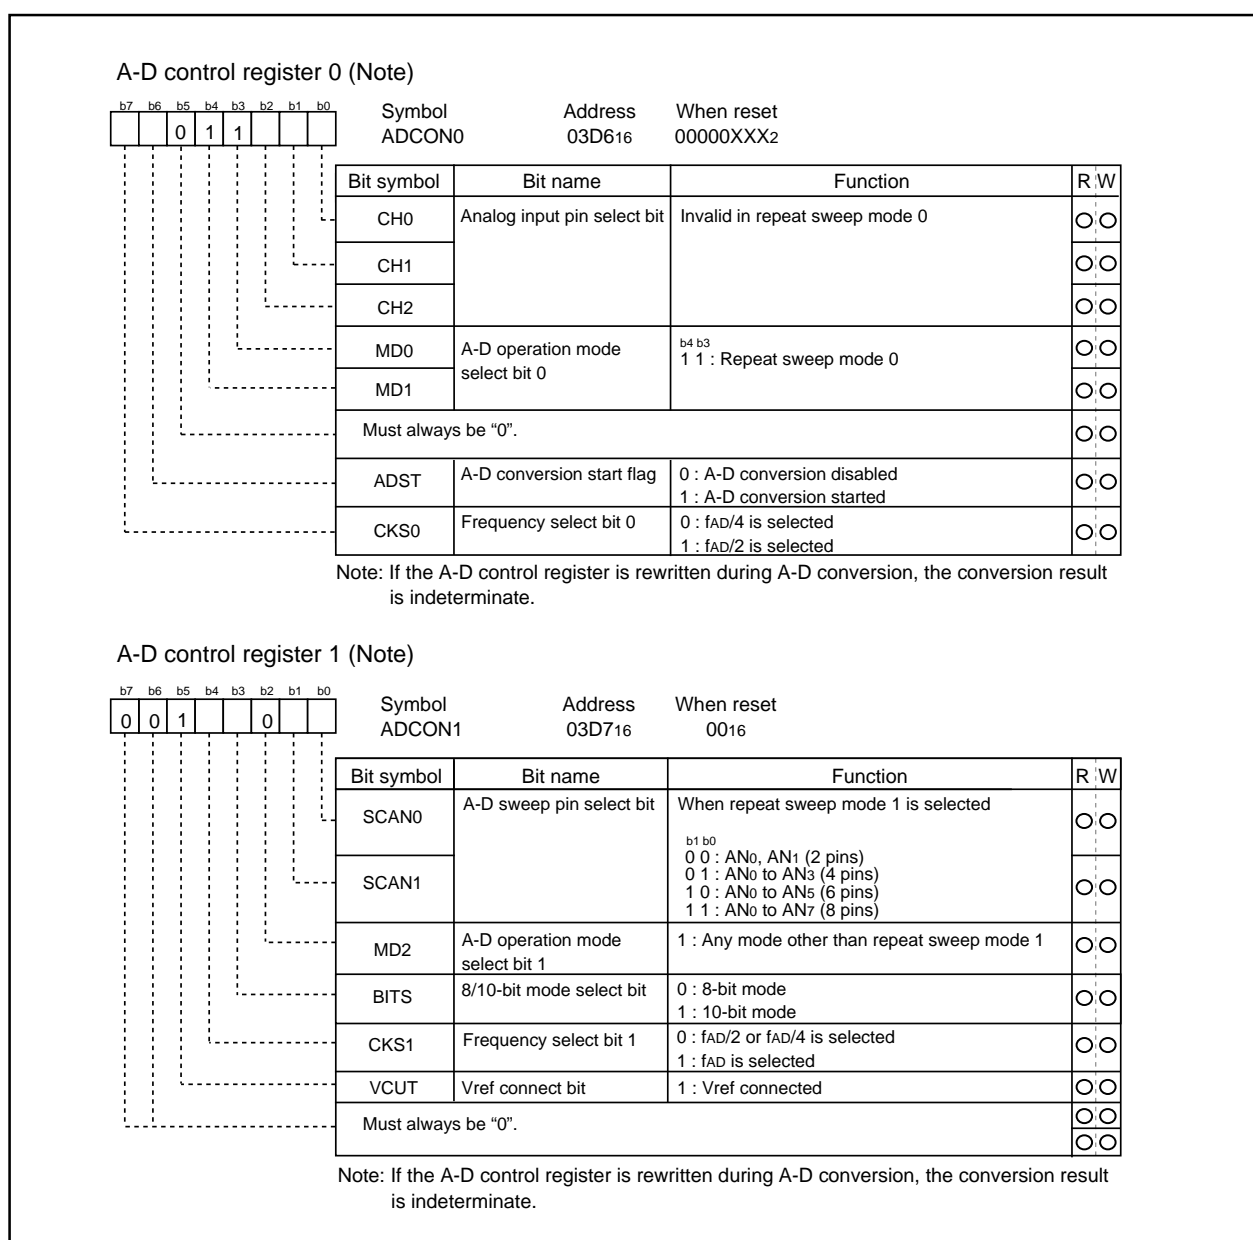 A-D control register 0 (Note)
b7 b6 b5 b4 b3 b2 b1 b0
0 1 1
Symbol Address When reset
ADCON0 03D616 00000XXX2
Bit symbol Bit name Function R W
CH0 Analog input pin select bit Invalid in repeat sweep mode 0
CH1
CH2
MD0 A-D operation mode select bit 0 b4 b3
1 1 : Repeat sweep mode 0
MD1
Must always be “0”.
ADST A-D conversion start flag 0 : A-D conversion disabled
1 : A-D conversion started
CKS0 Frequency select bit 0 0 : fAD/4 is selected
1 : fAD/2 is selected
Note: If the A-D control register is rewritten during A-D conversion, the conversion result
is indeterminate.
A-D control register 1 (Note)
b7 b6 b5 b4 b3 b2 b1 b0
0 0 1 0
Symbol Address When reset
ADCON1 03D716 0016
Bit symbol Bit name Function R W
SCAN0 A-D sweep pin select bit When repeat sweep mode 1 is selected
b1 b0
0 0 : AN0, AN1 (2 pins)
0 1 : AN0 to AN3 (4 pins)
SCAN1
1 0 : AN0 to AN5 (6 pins)
1 1 : AN0 to AN7 (8 pins)
MD2 A-D operation mode select bit 1 1 : Any mode other than repeat sweep mode 1
BITS 8/10-bit mode select bit 0 : 8-bit mode
1 : 10-bit mode
CKS1 Frequency select bit 1 0 : fAD/2 or fAD/4 is selected
1 : fAD is selected
VCUT Vref connect bit 1 : Vref connected
Must always be “0”.
Note: If the A-D control register is rewritten during A-D conversion, the conversion result
is indeterminate.